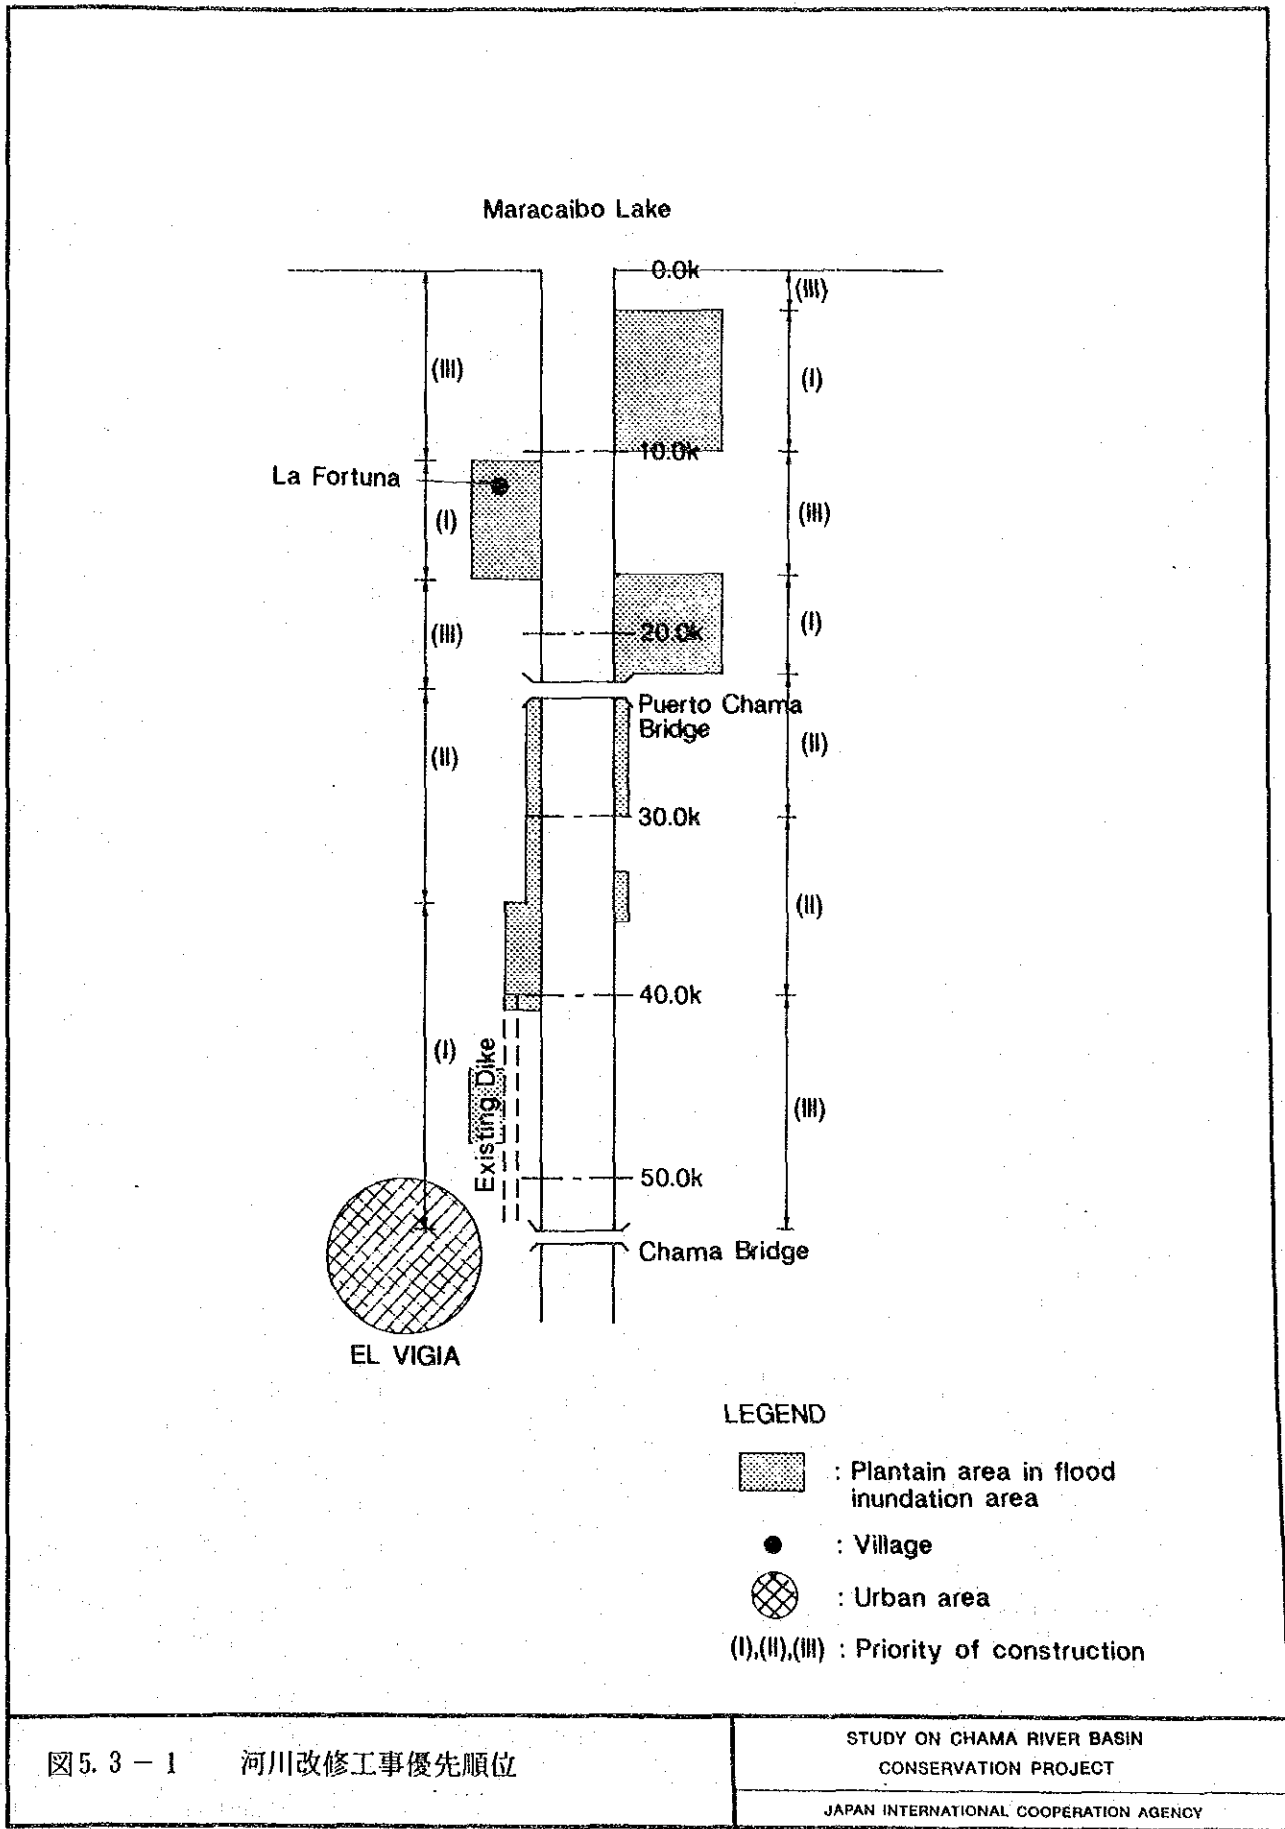 Maracaibo Lake
0.0k
(III)
(III)
(I)
10.0k
La Fortuna
(I)
(III)
(III)
20.0k
(I)
Puerto Chama
Bridge
(II)
(II)
30.0k
(II)
40.0k
(I)
Existing Dike
(III)
50.0k
Chama Bridge
EL VIGIA
LEGEND
: Plantain area in flood
inundation area
: Village
: Urban area
(I),(II),(III) : Priority of construction
図5.3-1 河川改修工事優先順位
STUDY ON CHAMA RIVER BASIN
CONSERVATION PROJECT
JAPAN INTERNATIONAL COOPERATION AGENCY